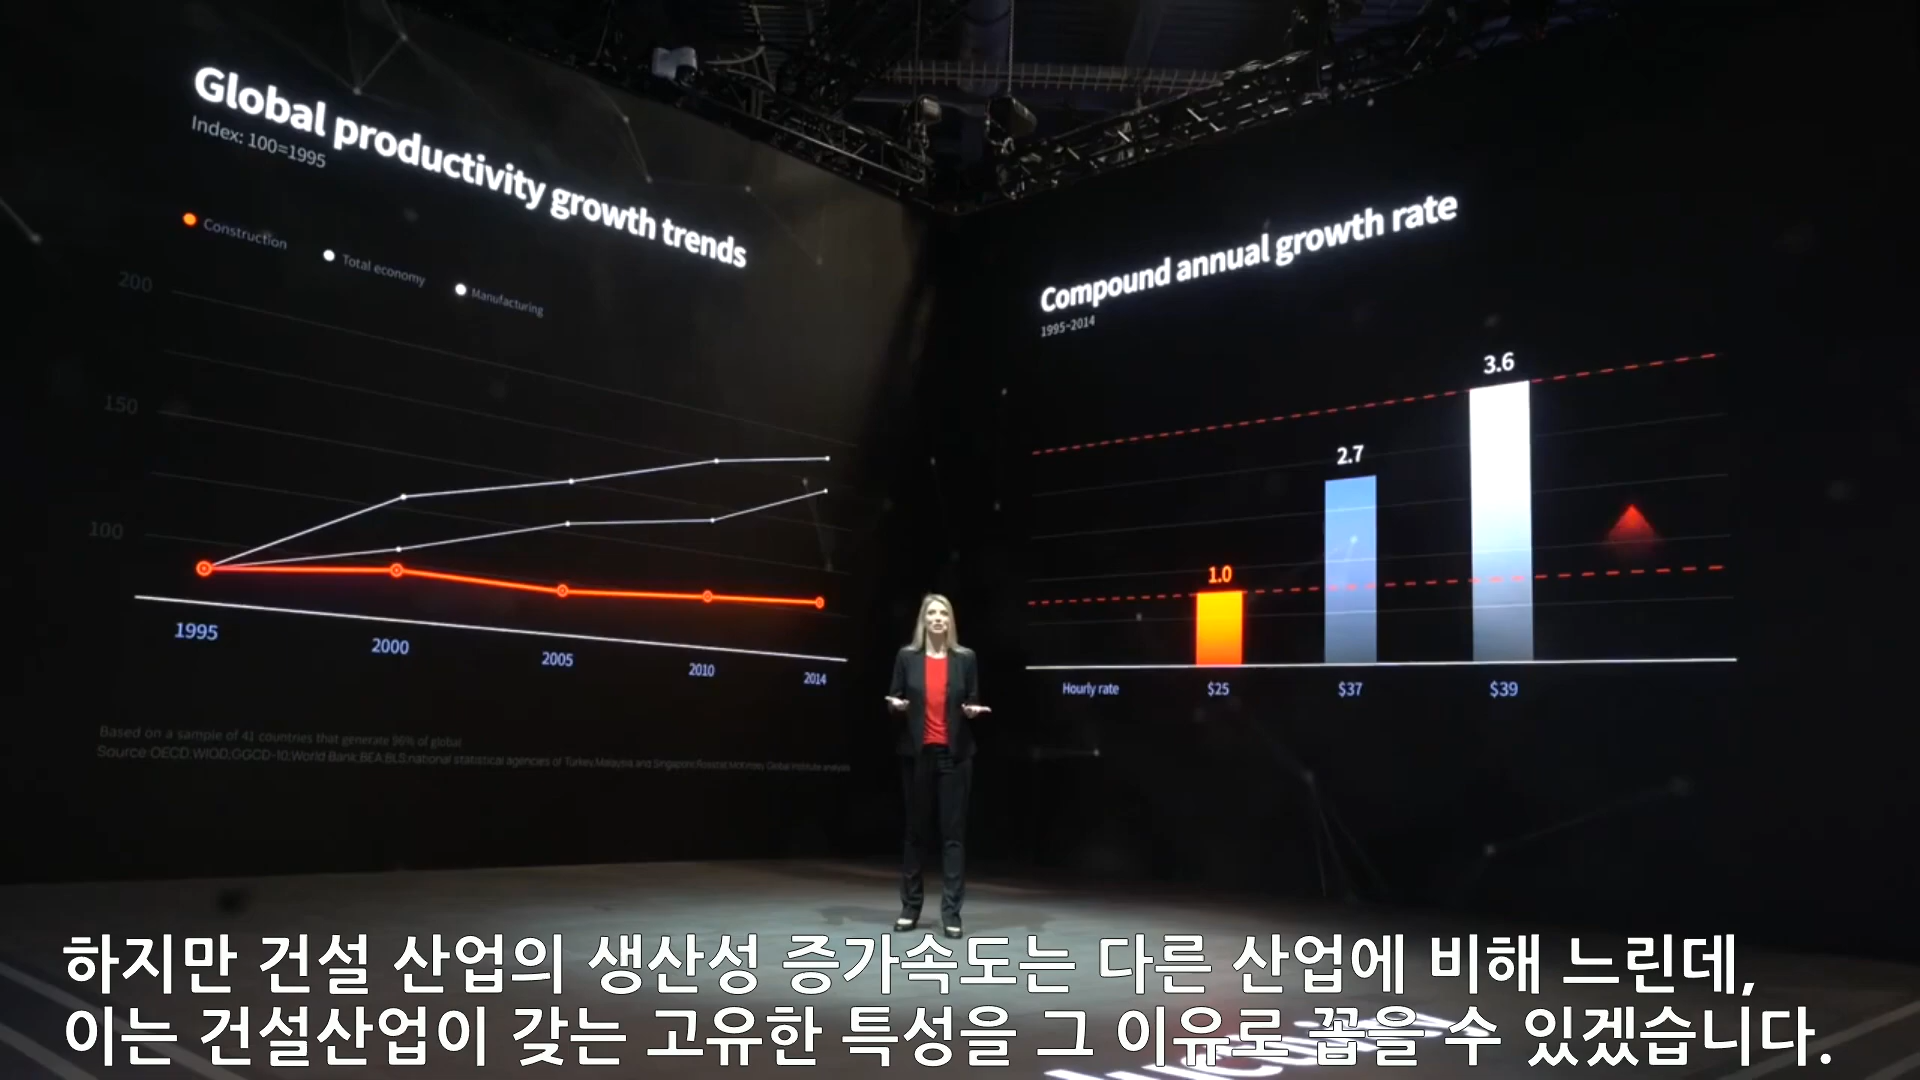 Global productivity growth trends
Index: 100=1995
Construction
Total economy
Manufacturing
200
150
100
1995
2000
2005
2010
2014
Based on a sample of 41 countries that generate 96% of global
Source: OECD;WIOD;GGCD-10;World Bank;BEA;BLS;national statistical agencies of Turkey,Malaysia and Singapore;Rosstat;McKinsey Global Institute analysis
Compound annual growth rate
1995-2014
3.6
2.7
1.0
Hourly rate
$25
$37
$39
하지만 건설 산업의 생산성 증가속도는 다른 산업에 비해 느린데,
이는 건설산업이 갖는 고유한 특성을 그 이유로 꼽을 수 있겠습니다.